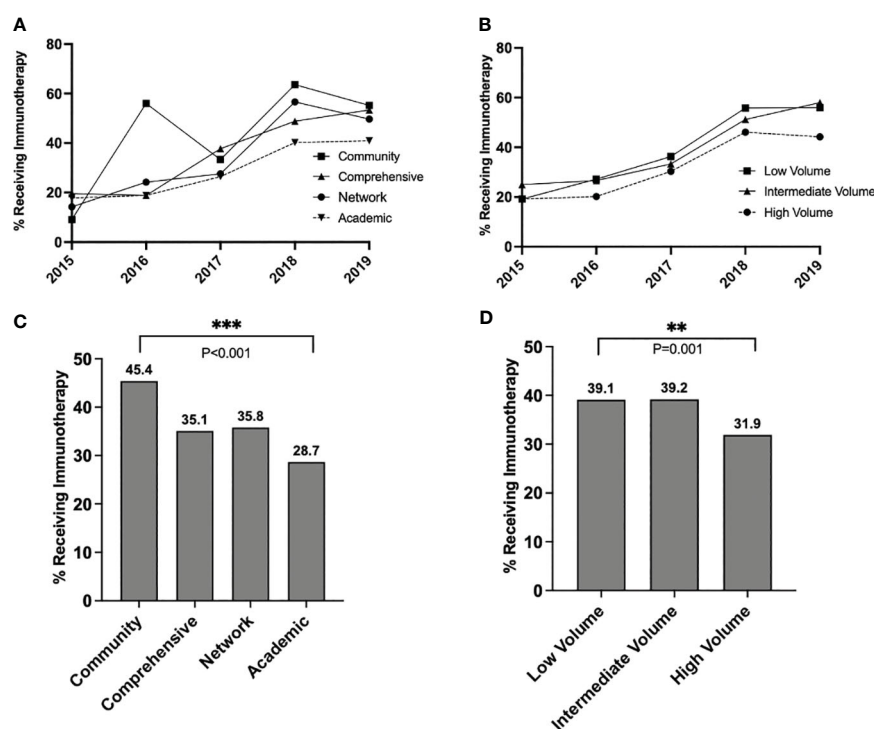 A
% Receiving Immunotherapy
80
60
40
20
0
2015
2016
2017
2018
2019
Community
Comprehensive
Network
Academic
B
% Receiving Immunotherapy
80
60
40
20
0
2015
2016
2017
2018
2019
Low Volume
Intermediate Volume
High Volume
C
***
P<0.001
% Receiving Immunotherapy
50
40
30
20
10
0
45.4
35.1
35.8
28.7
Community
Comprehensive
Network
Academic
D
**
P=0.001
% Receiving Immunotherapy
50
40
30
20
10
0
39.1
39.2
31.9
Low Volume
Intermediate Volume
High Volume